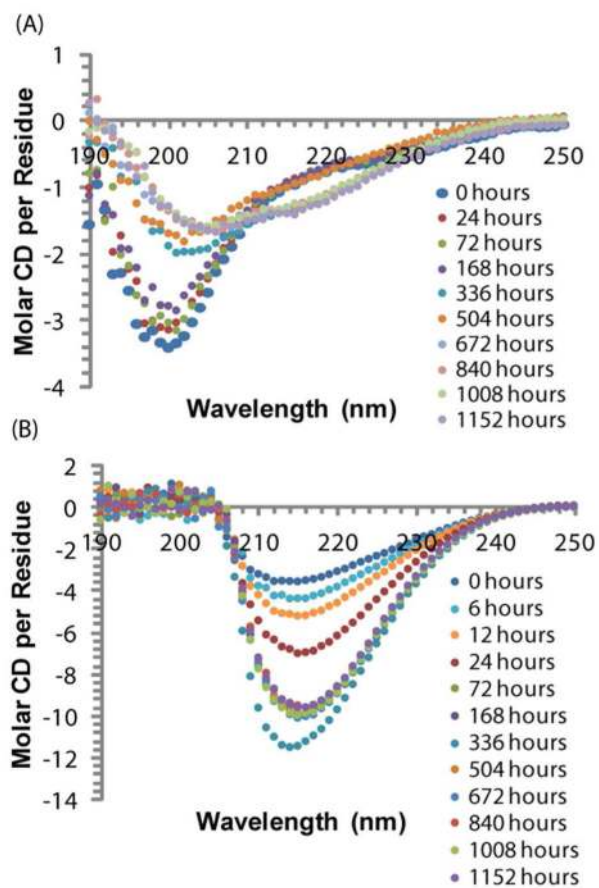 (A)
1
0
190 200 210 220 230 240 250
-1
-2
-3
-4
Molar CD per Residue
Wavelength (nm)
0 hours
24 hours
72 hours
168 hours
336 hours
504 hours
672 hours
840 hours
1008 hours
1152 hours
(B)
2
0
190 200 210 220 230 240 250
-2
-4
-6
-8
-10
-12
-14
Molar CD per Residue
Wavelength (nm)
0 hours
6 hours
12 hours
24 hours
72 hours
168 hours
336 hours
504 hours
672 hours
840 hours
1008 hours
1152 hours